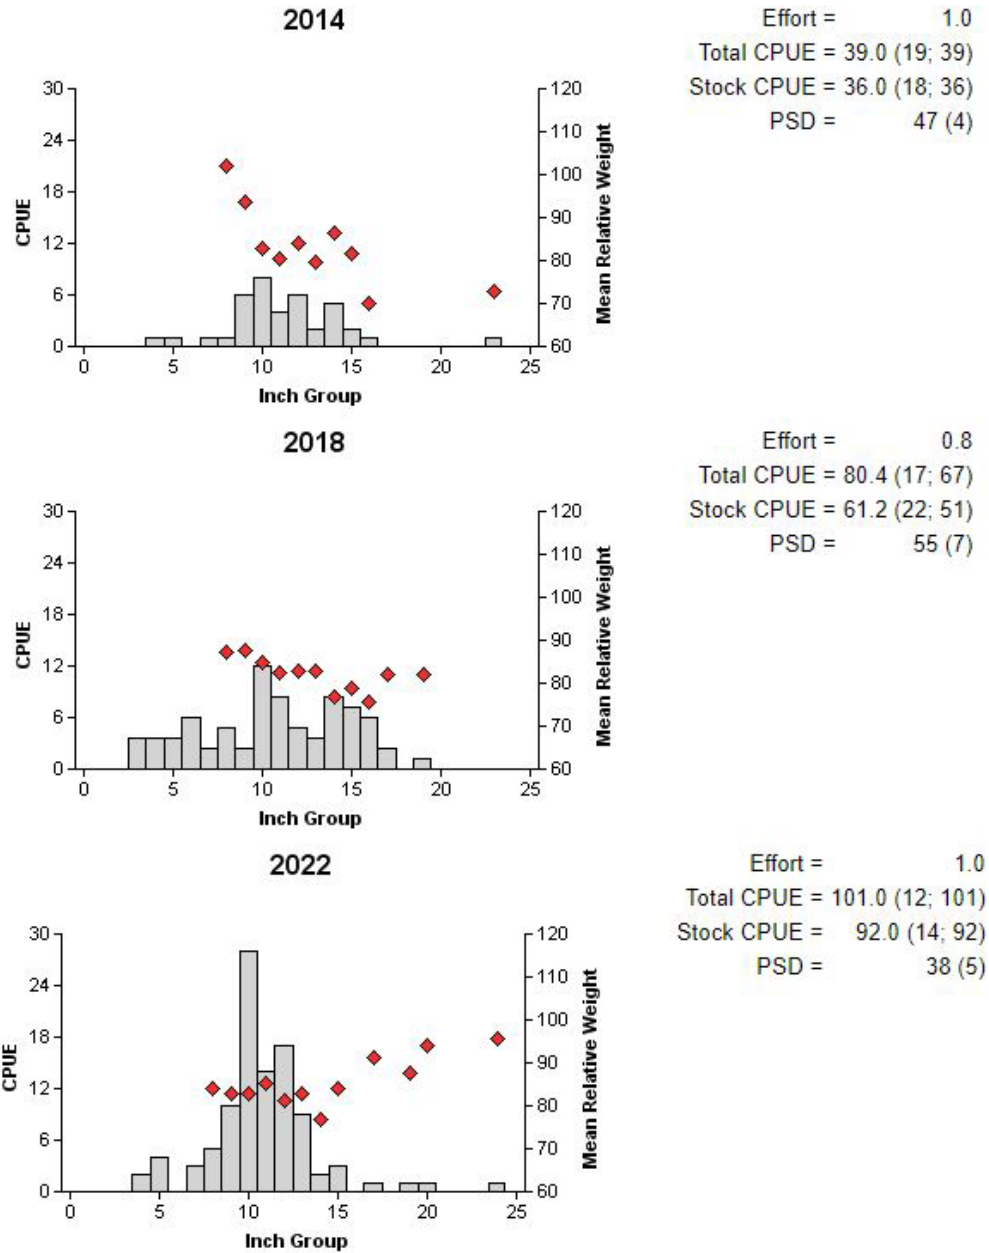 2014
Effort = 1.0
Total CPUE = 39.0 (19; 39)
Stock CPUE = 36.0 (18; 36)
PSD = 47 (4)
30
24
18
12
6
0
CPUE
120
110
100
90
80
70
60
Mean Relative Weight
0 5 10 15 20 25
Inch Group
2018
Effort = 0.8
Total CPUE = 80.4 (17; 67)
Stock CPUE = 61.2 (22; 51)
PSD = 55 (7)
30
24
18
12
6
0
CPUE
120
110
100
90
80
70
60
Mean Relative Weight
0 5 10 15 20 25
Inch Group
2022
Effort = 1.0
Total CPUE = 101.0 (12; 101)
Stock CPUE = 92.0 (14; 92)
PSD = 38 (5)
30
24
18
12
6
0
CPUE
120
110
100
90
80
70
60
Mean Relative Weight
0 5 10 15 20 25
Inch Group